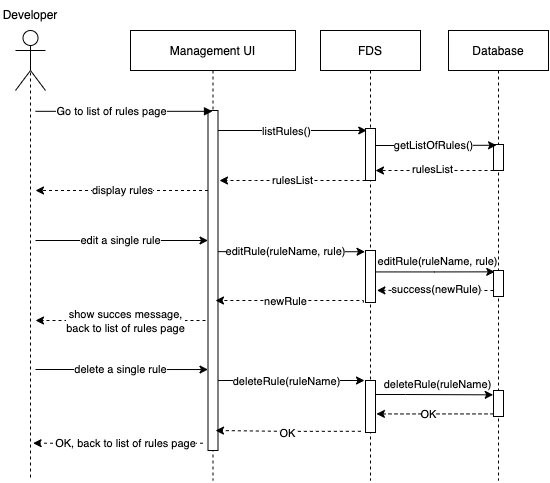 Developer
Management UI
FDS
Database
Go to list of rules page
listRules()
getListOfRules()
rulesList
rulesList
display rules
edit a single rule
editRule(ruleName, rule)
editRule(ruleName, rule)
success(newRule)
newRule
show succes message,
back to list of rules page
delete a single rule
deleteRule(ruleName)
deleteRule(ruleName)
OK
OK
OK, back to list of rules page